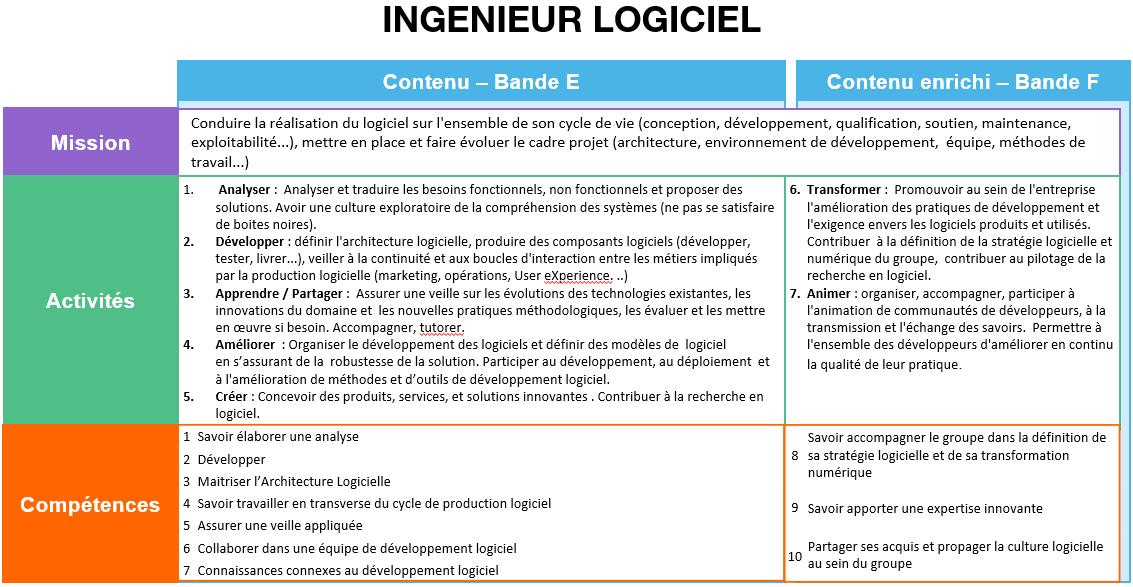 INGENIEUR LOGICIEL
Contenu – Bande E
Contenu enrichi – Bande F
Mission
Conduire la réalisation du logiciel sur l'ensemble de son cycle de vie (conception, développement, qualification, soutien, maintenance,
exploitabilité...), mettre en place et faire évoluer le cadre projet (architecture, environnement de développement, équipe, méthodes de
travail...)
Activités
1. Analyser : Analyser et traduire les besoins fonctionnels, non fonctionnels et proposer des
solutions. Avoir une culture exploratoire de la compréhension des systèmes (ne pas se satisfaire
de boites noires).
2. Développer : définir l'architecture logicielle, produire des composants logiciels (développer,
tester, livrer...), veiller à la continuité et aux boucles d'interaction entre les métiers impliqués
par la production logicielle (marketing, opérations, User eXperience. ..)
3. Apprendre / Partager : Assurer une veille sur les évolutions des technologies existantes, les
innovations du domaine et les nouvelles pratiques méthodologiques, les évaluer et les mettre
en œuvre si besoin. Accompagner, tutorer.
4. Améliorer : Organiser le développement des logiciels et définir des modèles de logiciel
en s’assurant de la robustesse de la solution. Participer au développement, au déploiement et
à l'amélioration de méthodes et d’outils de développement logiciel.
5. Créer : Concevoir des produits, services, et solutions innovantes . Contribuer à la recherche en
logiciel.
6. Transformer : Promouvoir au sein de l'entreprise
l'amélioration des pratiques de développement et
l'exigence envers les logiciels produits et utilisés.
Contribuer à la définition de la stratégie logicielle et
numérique du groupe, contribuer au pilotage de la
recherche en logiciel.
7. Animer : organiser, accompagner, participer à
l'animation de communautés de développeurs, à la
transmission et l'échange des savoirs. Permettre à
l'ensemble des développeurs d'améliorer en continu
la qualité de leur pratique.
Compétences
1 Savoir élaborer une analyse
2 Développer
3 Maitriser l’Architecture Logicielle
4 Savoir travailler en transverse du cycle de production logiciel
5 Assurer une veille appliquée
6 Collaborer dans une équipe de développement logiciel
7 Connaissances connexes au développement logiciel
Savoir accompagner le groupe dans la définition de
8 sa stratégie logicielle et de sa transformation
numérique
9 Savoir apporter une expertise innovante
10 Partager ses acquis et propager la culture logicielle
au sein du groupe